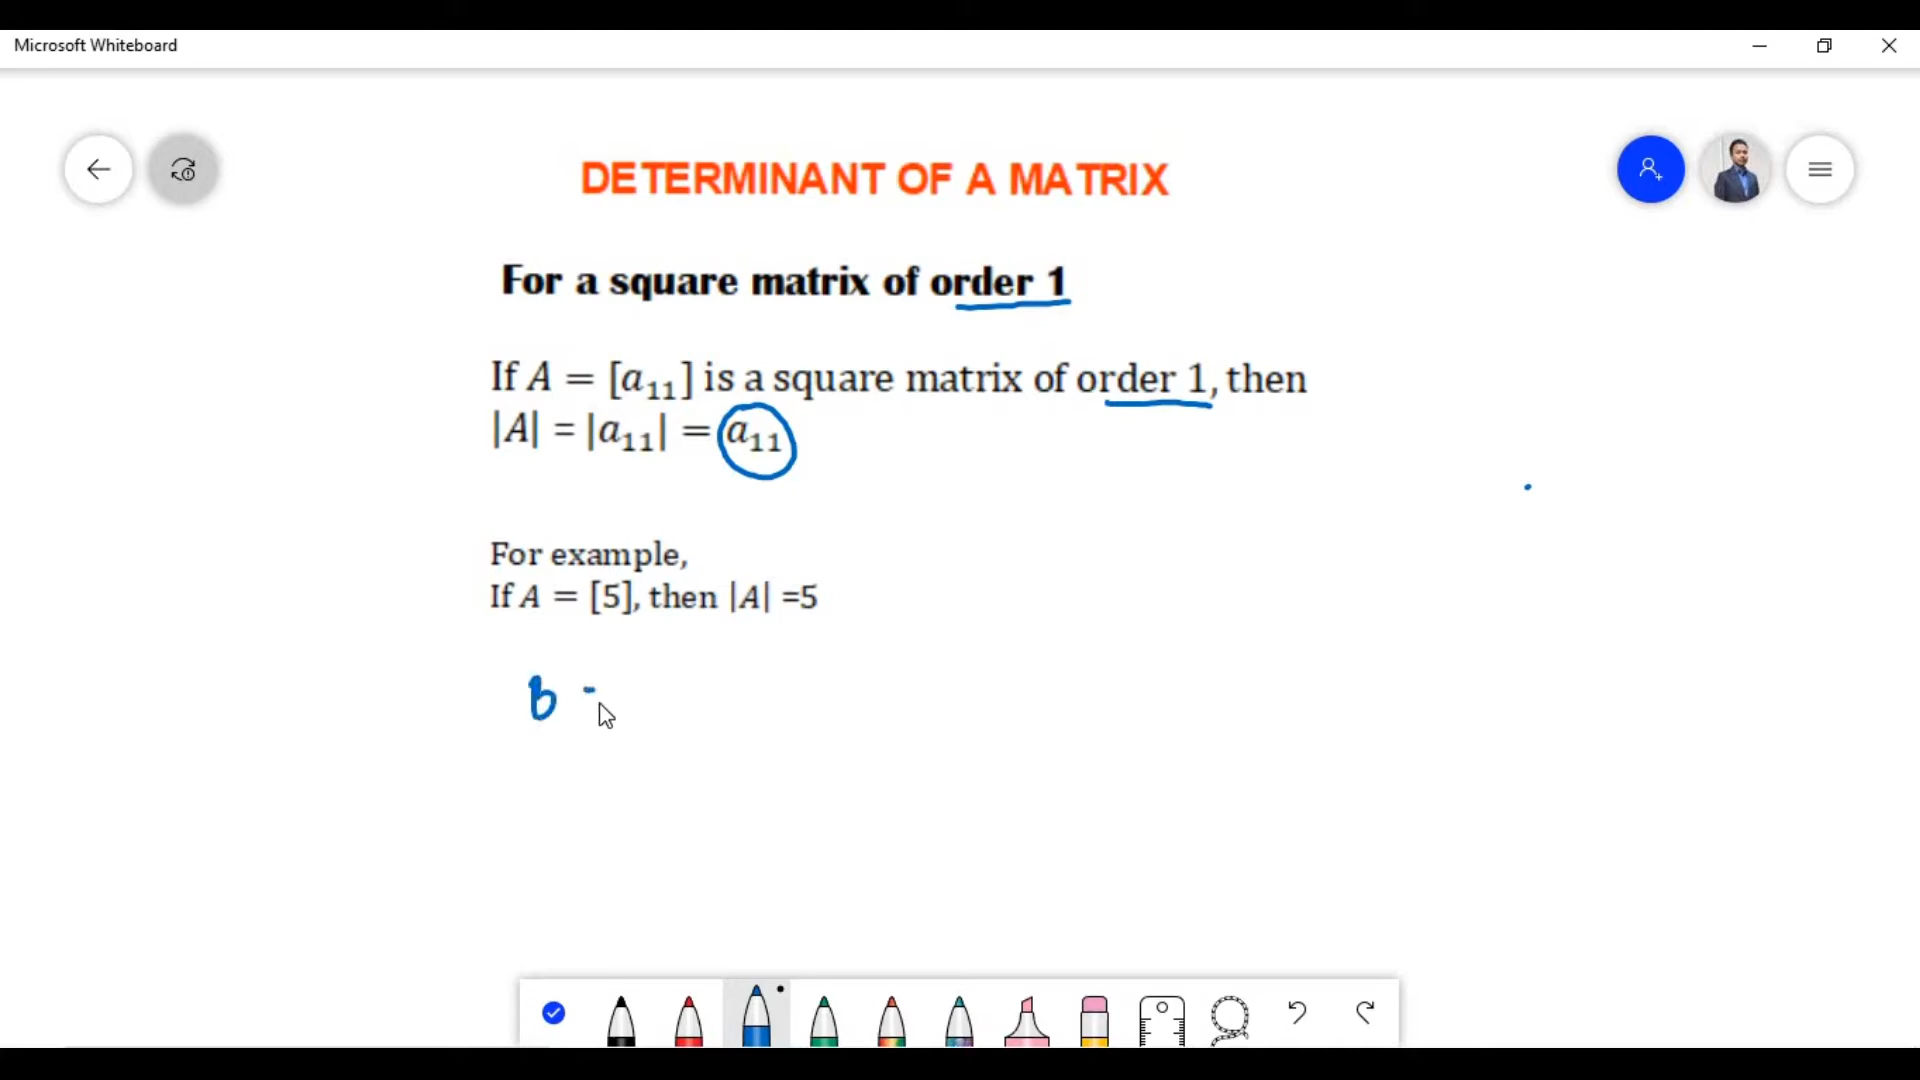 Microsoft Whiteboard
DETERMINANT OF A MATRIX
For a square matrix of order 1
If A = [a₁₁] is a square matrix of order 1, then
|A| = |a₁₁| = a₁₁
For example,
If A = [5], then |A| =5
B -